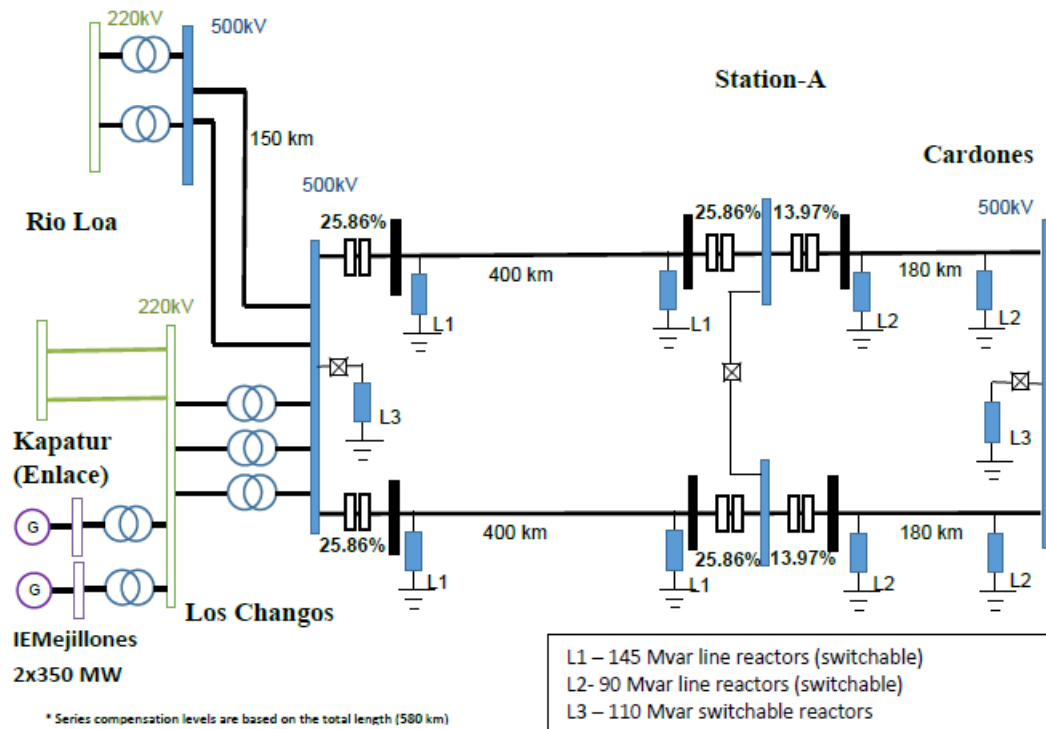 220kV
500kV
Station-A
150 km
Cardones
500kV
25.86%
25.86%
13.97%
500kV
Rio Loa
400 km
180 km
L1
L1
L2
L2
220kV
L3
L3
Kapatur
(Enlace)
G
25.86%
400 km
25.86%
13.97%
180 km
G
L1
L1
L2
L2
Los Changos
IEMejillones
2x350 MW
L1 – 145 Mvar line reactors (switchable)
L2- 90 Mvar line reactors (switchable)
L3 – 110 Mvar switchable reactors
* Series compensation levels are based on the total length (580 km)